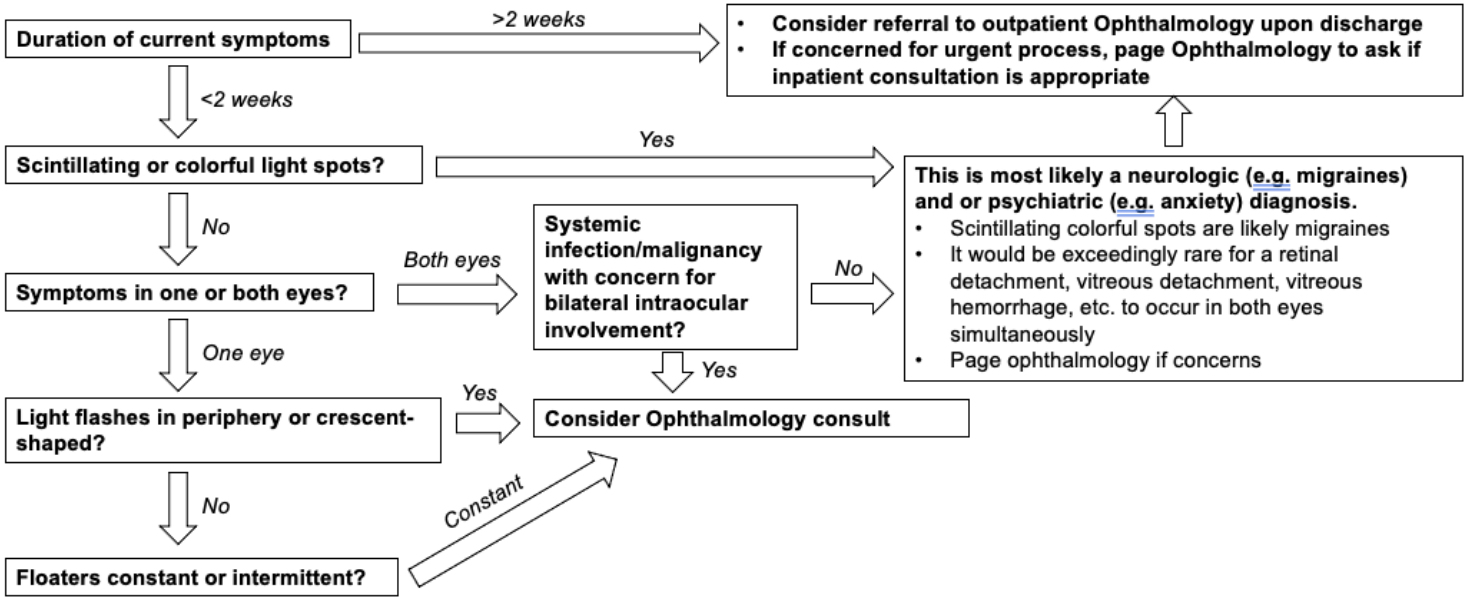 Duration of current symptoms
>2 weeks
• Consider referral to outpatient Ophthalmology upon discharge
• If concerned for urgent process, page Ophthalmology to ask if
inpatient consultation is appropriate
<2 weeks
Scintillating or colorful light spots?
Yes
This is most likely a neurologic (e.g. migraines)
and or psychiatric (e.g. anxiety) diagnosis.
• Scintillating colorful spots are likely migraines
• It would be exceedingly rare for a retinal
detachment, vitreous detachment, vitreous
hemorrhage, etc. to occur in both eyes
simultaneously
• Page ophthalmology if concerns
No
Symptoms in one or both eyes?
Both eyes
Systemic
infection/malignancy
with concern for
bilateral intraocular
involvement?
No
Yes
One eye
Light flashes in periphery or crescent-
shaped?
Yes
Consider Ophthalmology consult
No
Floaters constant or intermittent?
Constant